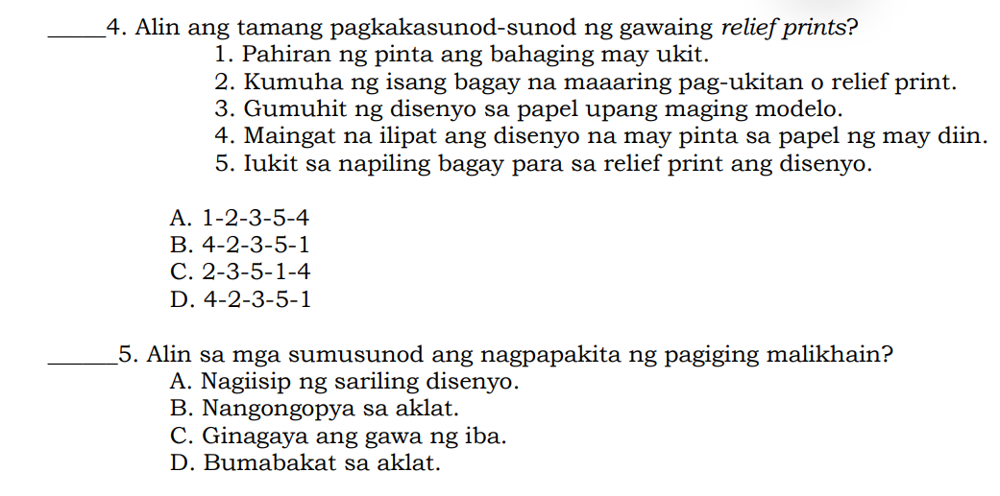 _____4. Alin ang tamang pagkakasunod-sunod ng gawaing relief prints?
1. Pahiran ng pinta ang bahaging may ukit.
2. Kumuha ng isang bagay na maaaring pag-ukitan o relief print.
3. Gumuhit ng disenyo sa papel upang maging modelo.
4. Maingat na ilipat ang disenyo na may pinta sa papel ng may diin.
5. Iukit sa napiling bagay para sa relief print ang disenyo.
A. 1-2-3-5-4
B. 4-2-3-5-1
C. 2-3-5-1-4
D. 4-2-3-5-1
______5. Alin sa mga sumusunod ang nagpapakita ng pagiging malikhain?
A. Nagiisip ng sariling disenyo.
B. Nangongopya sa aklat.
C. Ginagaya ang gawa ng iba.
D. Bumabakat sa aklat.